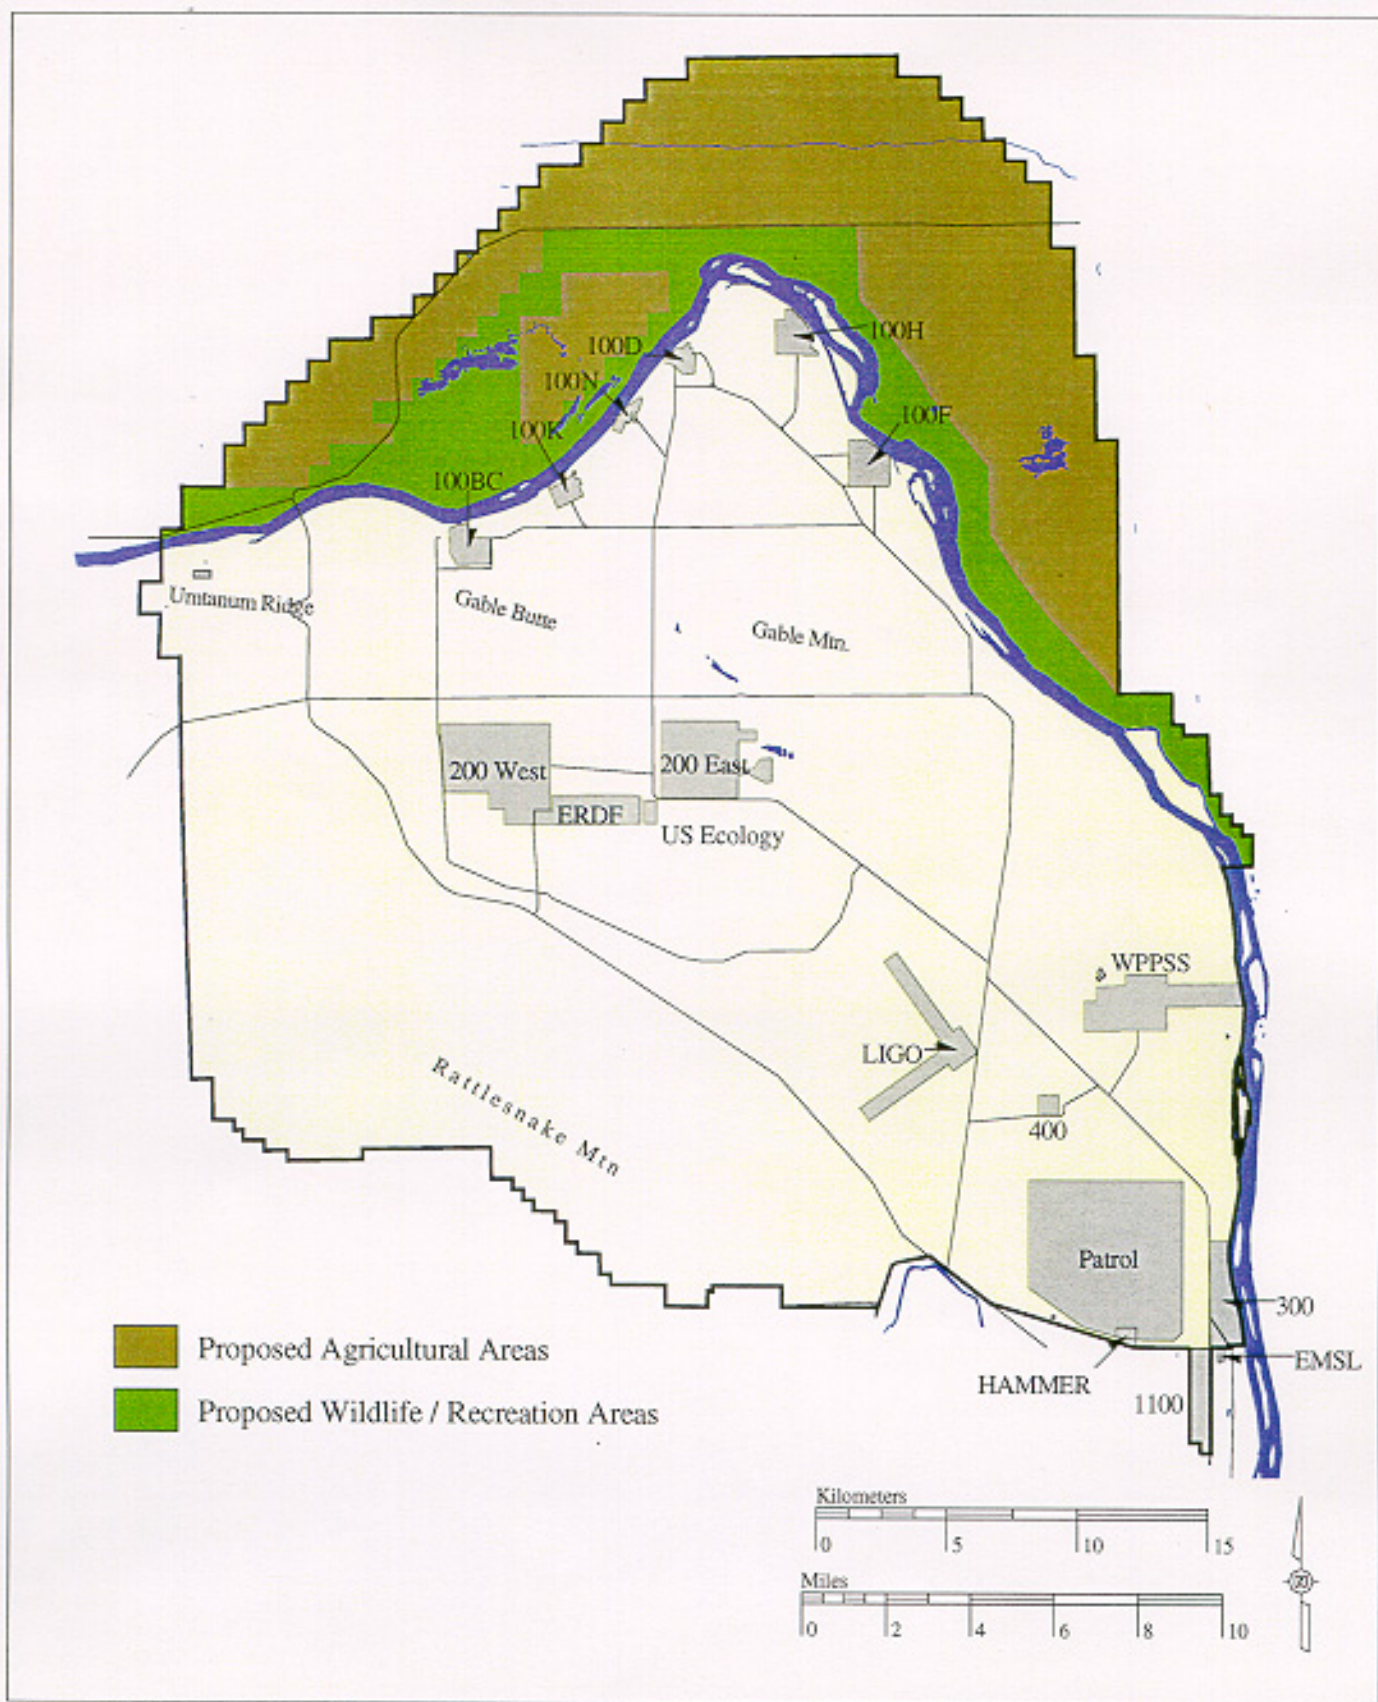 100H
100D
100N
100F
100K
100BC
Umtanum Ridge
Gable Butte
Gable Mtn.
200 West
200 East
ERDF
US Ecology
WPPSS
LIGO
400
Rattlesnake Mtn
Patrol
300
EMSL
HAMMER
1100
Proposed Agricultural Areas
Proposed Wildlife / Recreation Areas
Kilometers
0 5 10 15
Miles
0 2 4 6 8 10